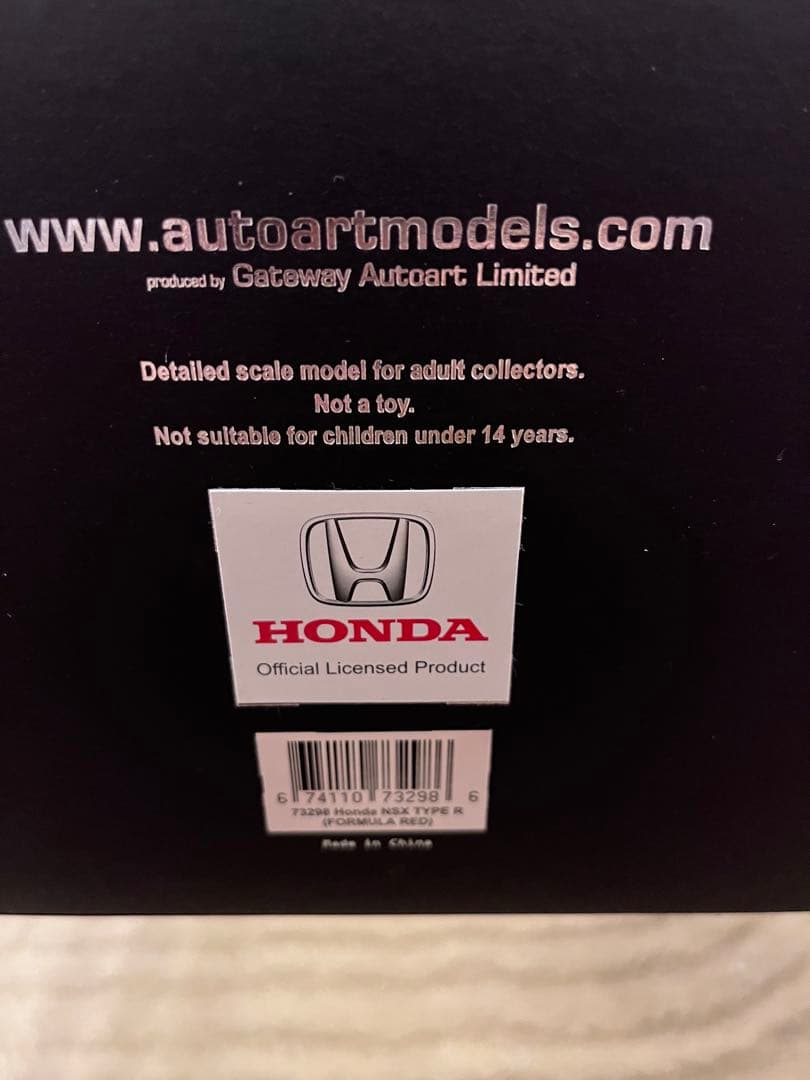 www.autoartmodels.com
produced by Gateway Autoart Limited
Detailed scale model for adult collectors.
Not a toy.
Not suitable for children under 14 years.
HONDA
Official Licensed Product
6 74110 73298 6
73298 Honda NSX TYPE R
(FORMULA RED)
Made in China